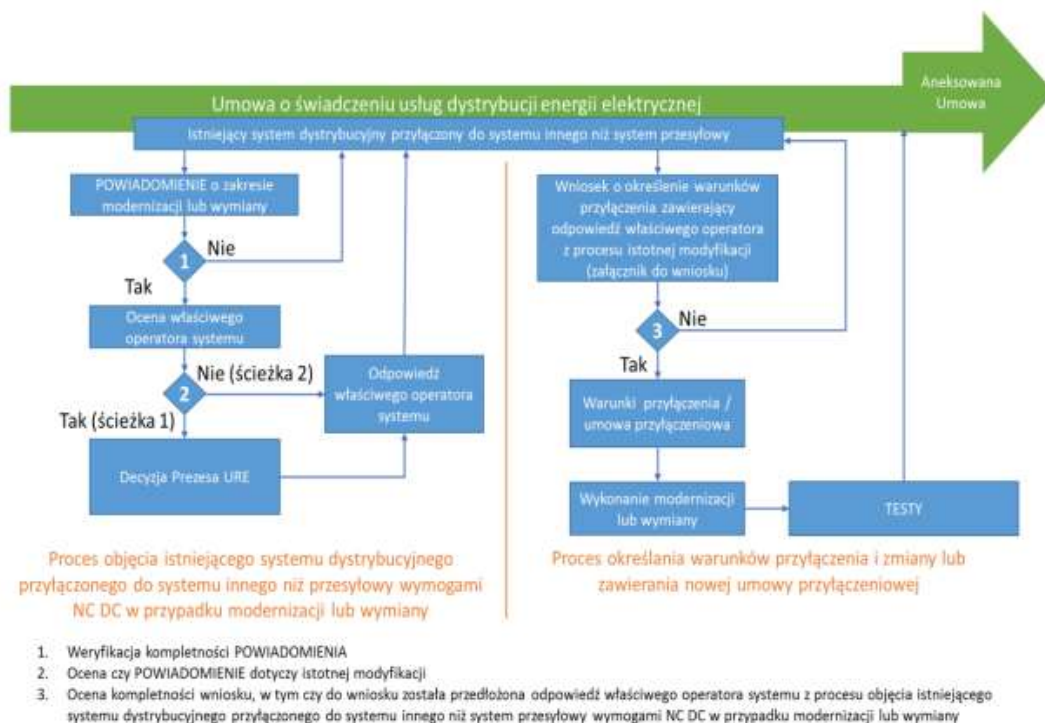 Aneksowana
Umowa
Umowa o świadczeniu usług dystrybucji energii elektrycznej
Istniejący system dystrybucyjny przyłączony do systemu innego niż system przesyłowy
POWIADOMIENIE o zakresie
modernizacji lub wymiany
1
Nie
Tak
Ocena właściwego
operatora systemu
2
Nie (ścieżka 2)
Tak (ścieżka 1)
Odpowiedź
właściwego operatora
systemu
Decyzja Prezesa URE
Proces objęcia istniejącego systemu dystrybucyjnego
przyłączonego do systemu innego niż przesyłowy wymogami
NC DC w przypadku modernizacji lub wymiany
Wniosek o określenie warunków
przyłączenia zawierający
odpowiedź właściwego operatora
z procesu istotnej modyfikacji
(załącznik do wniosku)
3
Nie
Tak
Warunki przyłączenia /
umowa przyłączeniowa
Wykonanie modernizacji
lub wymiany
TESTY
Proces określania warunków przyłączenia i zmiany lub
zawierania nowej umowy przyłączeniowej
1. Weryfikacja kompletności POWIADOMIENIA
2. Ocena czy POWIADOMIENIE dotyczy istotnej modyfikacji
3. Ocena kompletności wniosku, w tym czy do wniosku została przedłożona odpowiedź właściwego operatora systemu z procesu objęcia istniejącego
systemu dystrybucyjnego przyłączonego do systemu innego niż system przesyłowy wymogami NC DC w przypadku modernizacji lub wymiany